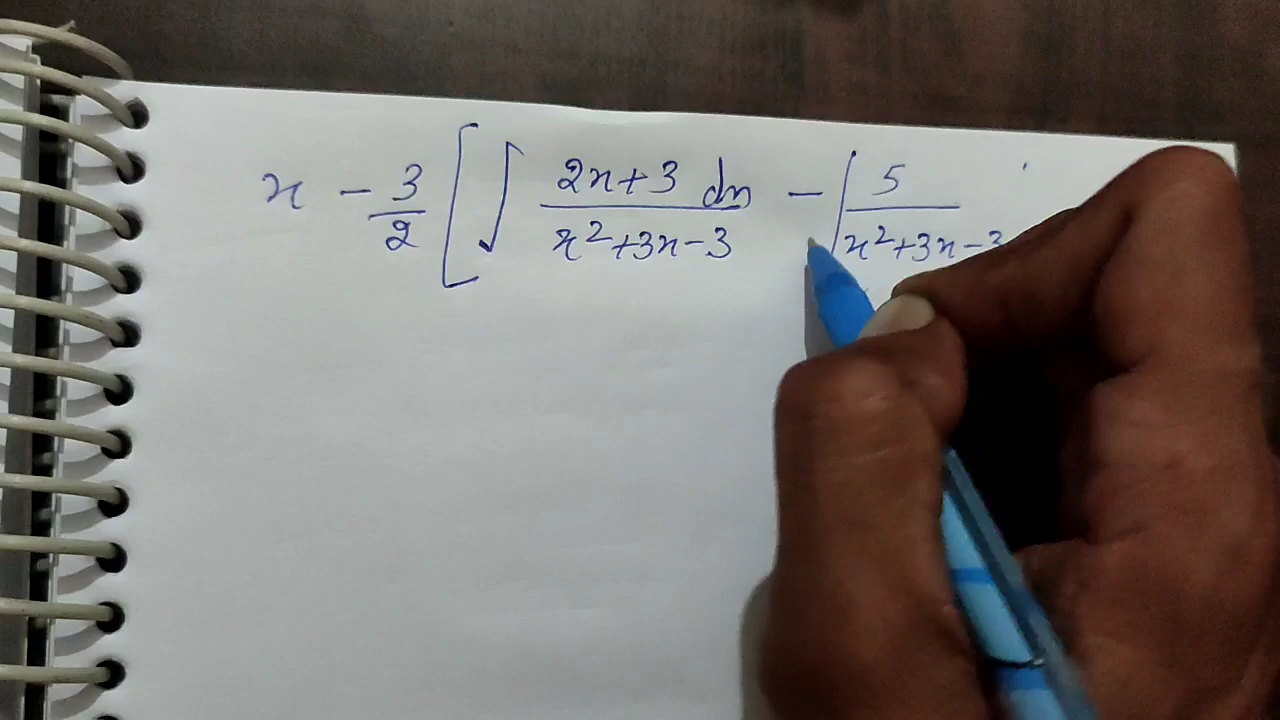 x - 3/2 [ ∫ 2x+3 dx / x²+3x-3 - ∫ 5 / x²+3x-3